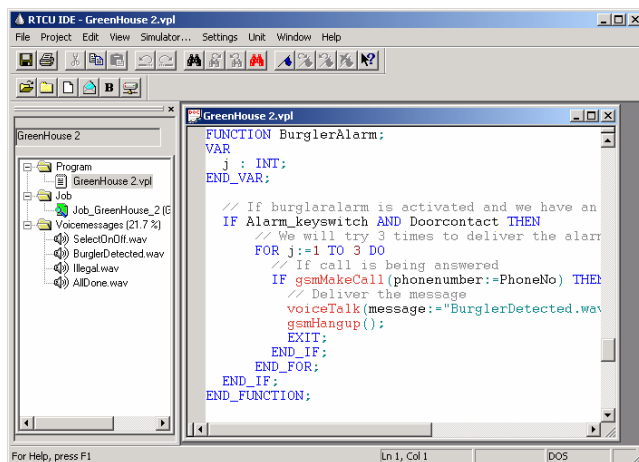 RTCU IDE - GreenHouse 2.vpl
File Project Edit View Simulator... Settings Unit Window Help
B
GreenHouse 2
Program
GreenHouse 2.vpl
Job
Job_GreenHouse_2 (G
Voicemessages (21.7 %)
SelectOnOff.wav
BurglerDetected.wav
Illegal.wav
AllDone.wav
GreenHouse 2.vpl
FUNCTION BurglerAlarm;
VAR
j : INT;
END_VAR;
// If burglaralarm is activated and we have an
IF Alarm_keyswitch AND Doorcontact THEN
// We will try 3 times to deliver the alar
FOR j:=1 TO 3 DO
// If call is being answered
IF gsmMakeCall(phonenumber:=PhoneNo) THEN
// Deliver the message
voiceTalk(message:="BurglerDetected.wav
gsmHangup();
EXIT;
END_IF;
END_FOR;
END_IF;
END_FUNCTION;
For Help, press F1
Ln 1, Col 1
DOS